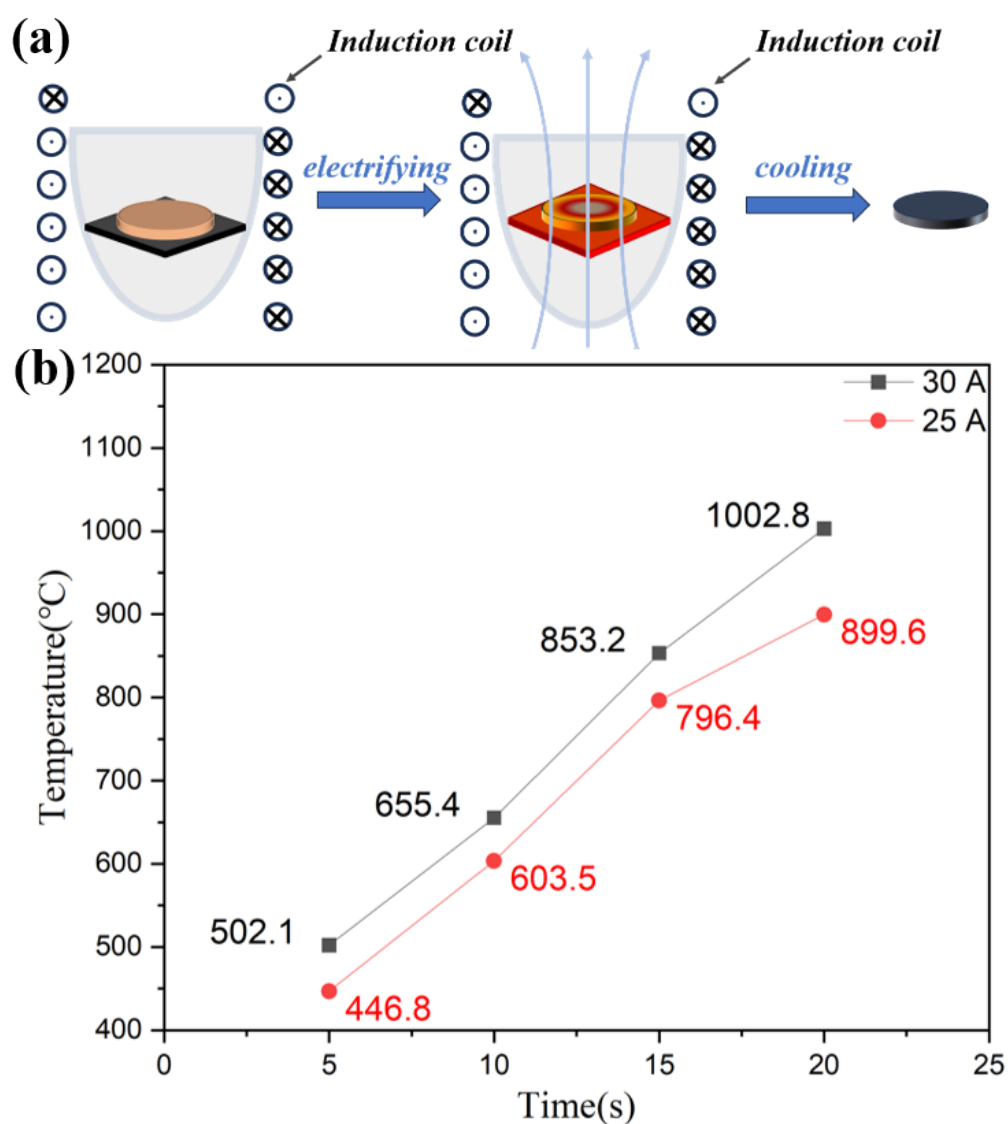 (a)
Induction coil
Induction coil
electrifying
cooling
(b)
1200
1100
1000
900
800
700
600
500
400
Temperature(°C)
30 A
25 A
1002.8
899.6
853.2
796.4
655.4
603.5
502.1
446.8
0 5 10 15 20 25
Time(s)